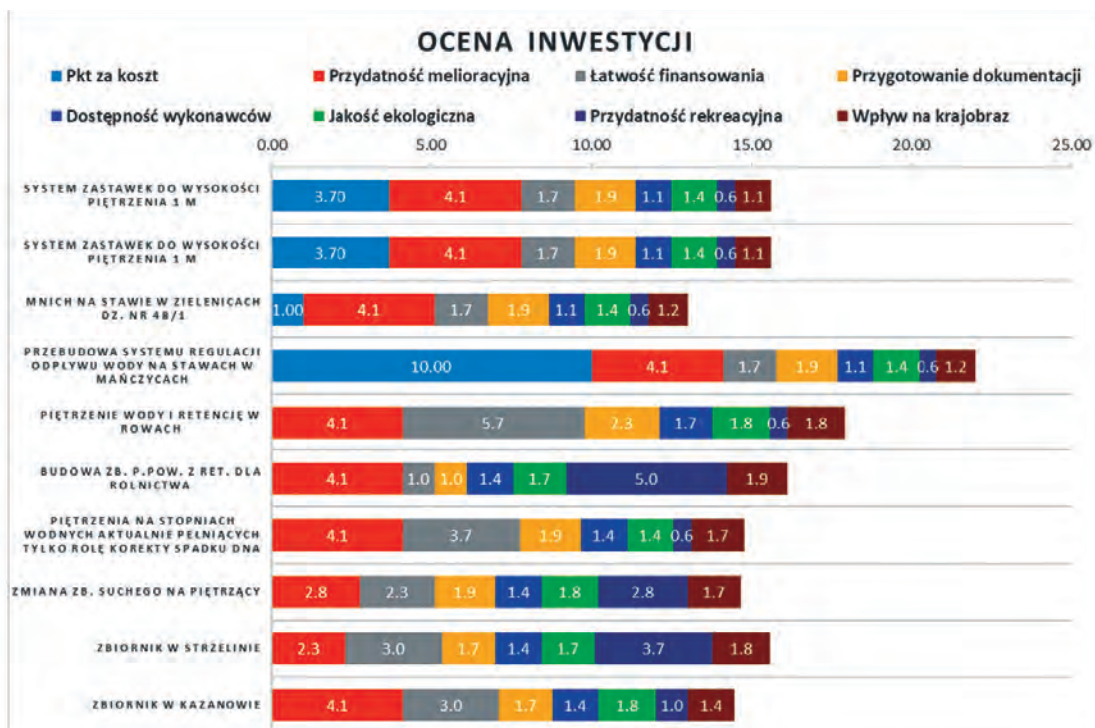 OCENA INWESTYCJI
Pkt za koszt
Przydatność melioracyjna
Łatwość finansowania
Przygotowanie dokumentacji
Dostępność wykonawców
Jakość ekologiczna
Przydatność rekreacyjna
Wpływ na krajobraz
0.00 5.00 10.00 15.00 20.00 25.00
SYSTEM ZASTAWEK DO WYSOKOŚCI
PIĘTRZENIA 1 M
3.70 4.1 1.7 1.9 1.1 1.4 0.6 1.1
SYSTEM ZASTAWEK DO WYSOKOŚCI
PIĘTRZENIA 1 M
3.70 4.1 1.7 1.9 1.1 1.4 0.6 1.1
MNICH NA STAWIE W ZIELENICACH
DZ. NR 48/1
1.00 4.1 1.7 1.9 1.1 1.4 0.6 1.2
PRZEBUDOWA SYSTEMU REGULACJI
ODPŁYWU WODY NA STAWACH W
MAŃCZYCACH
10.00 4.1 1.7 1.9 1.1 1.4 0.6 1.2
PIĘTRZENIE WODY I RETENCJĘ W
ROWACH
4.1 5.7 2.3 1.7 1.8 0.6 1.8
BUDOWA ZB. P.POW. Z RET. DLA
ROLNICTWA
4.1 1.0 1.0 1.4 1.7 5.0 1.9
PIĘTRZENIA NA STOPNIACH
WODNYCH AKTUALNIE PEŁNIĄCYCH
TYLKO ROLĘ KOREKTY SPADKU DNA
4.1 3.7 1.9 1.4 1.4 0.6 1.7
ZMIANA ZB. SUCHEGO NA PIĘTRZĄCY
2.8 2.3 1.9 1.4 1.8 2.8 1.7
ZBIORNIK W STRZELINIE
2.3 3.0 1.7 1.4 1.7 3.7 1.8
ZBIORNIK W KAZANOWIE
4.1 3.0 1.7 1.4 1.8 1.0 1.4